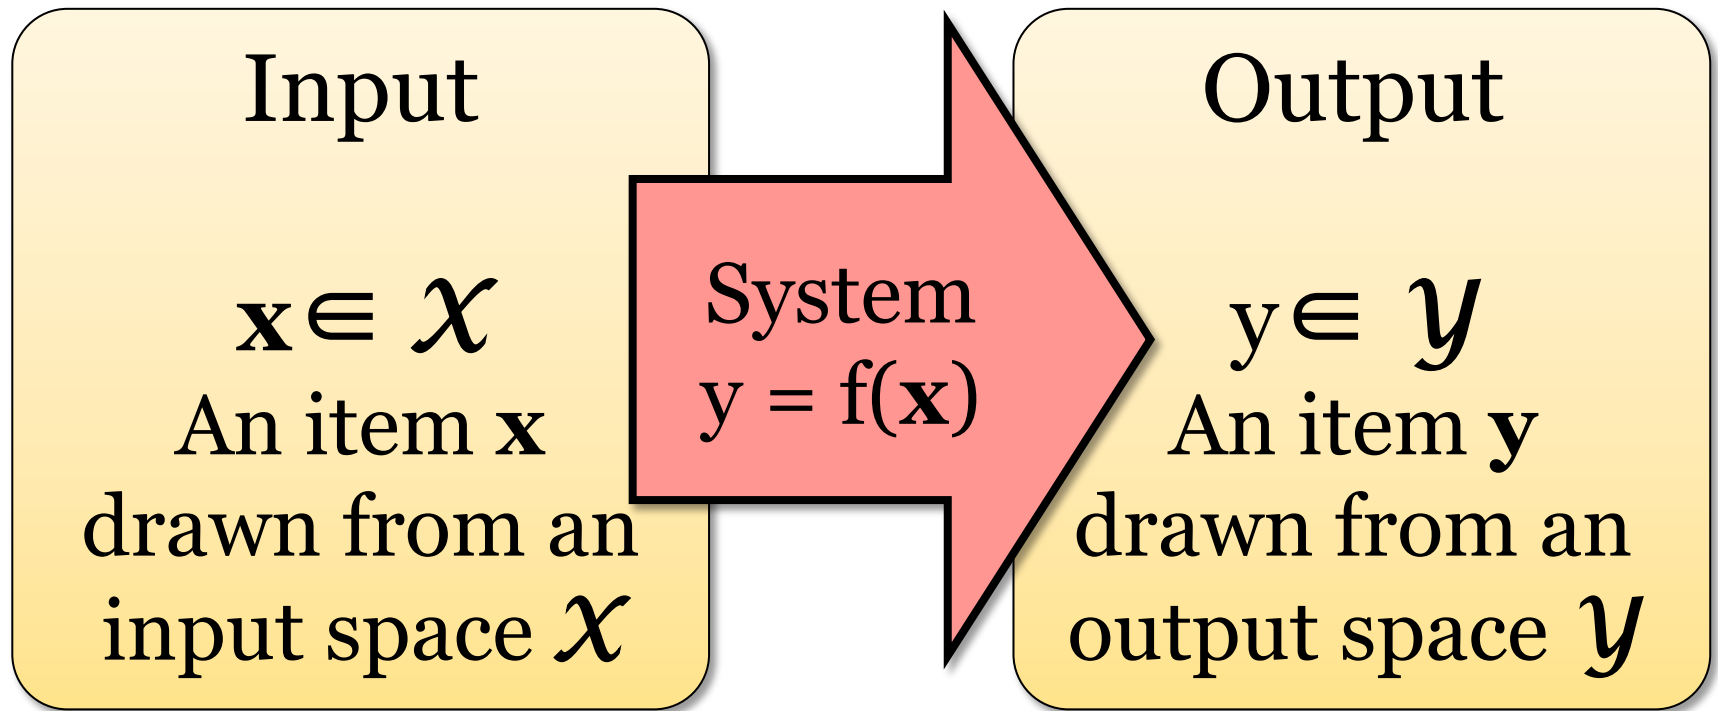 Input
x ∈ 𝒳
An item x
drawn from an
input space 𝒳
System
y = f(x)
Output
y ∈ 𝒴
An item y
drawn from an
output space 𝒴